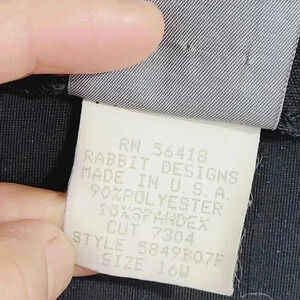 RN 56418
RABBIT DESIGNS
MADE IN U.S.A.
90%POLYESTER
10%SPANDEX
CUT 7304
STYLE 5849B07F
SIZE 16W